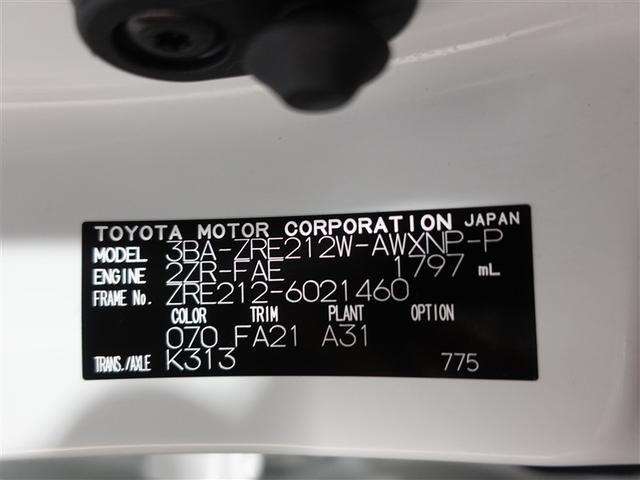 TOYOTA MOTOR CORPORATION JAPAN
MODEL 3BA-ZRE212W-AWXNP-P
ENGINE 2ZR-FAE 1797 mL
FRAME No. ZRE212-6021460
COLOR TRIM PLANT OPTION
070 FA21 A31
TRANS./AXLE K313 775